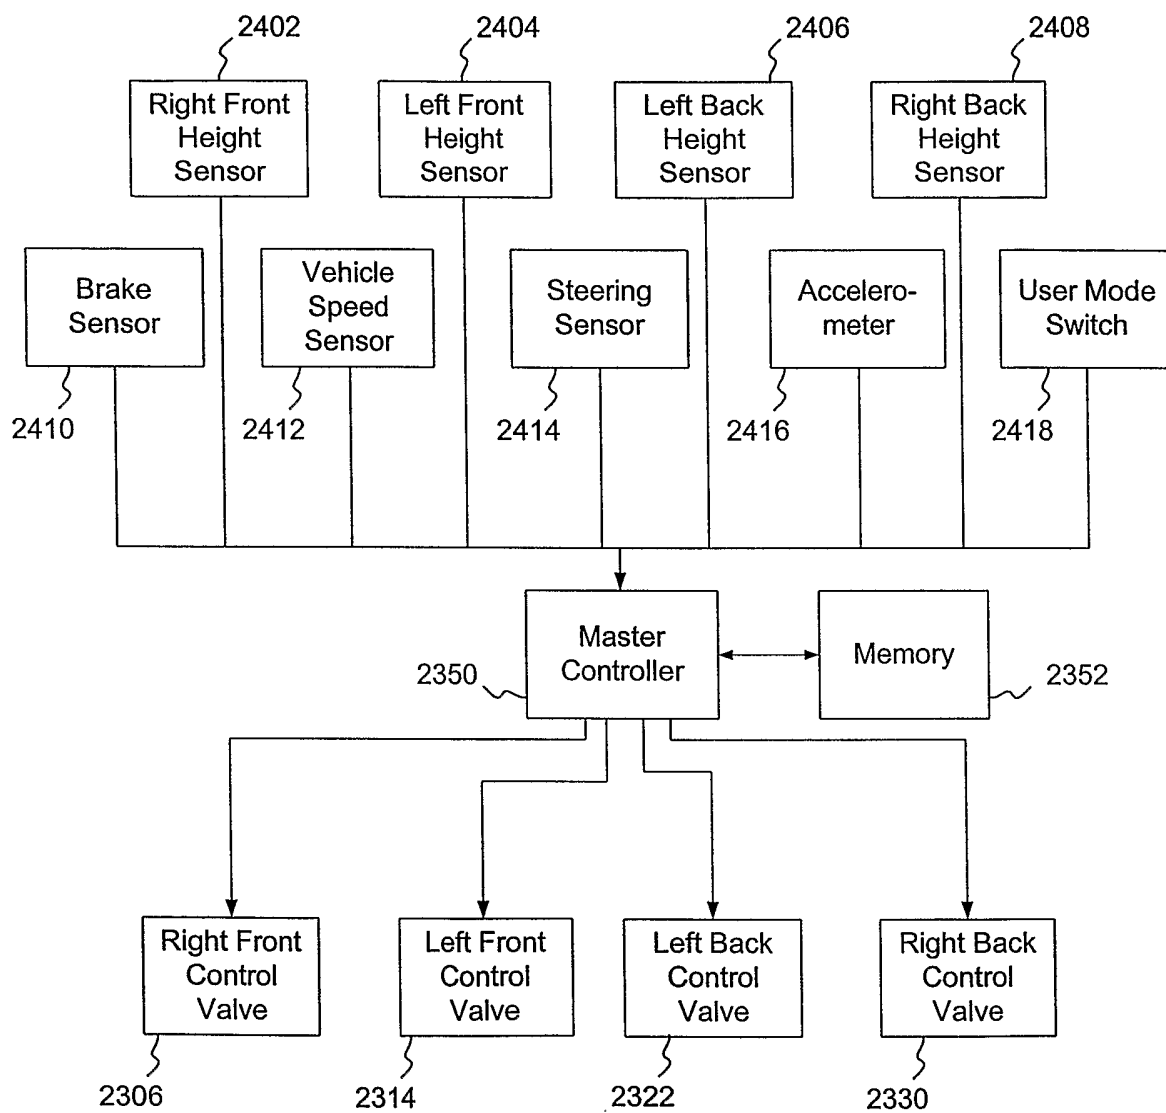 2402
2404
2406
2408
Right Front
Height
Sensor
Left Front
Height
Sensor
Left Back
Height
Sensor
Right Back
Height
Sensor
Brake
Sensor
Vehicle
Speed
Sensor
Steering
Sensor
Accelero-
meter
User Mode
Switch
2410
2412
2414
2416
2418
Master
Controller
Memory
2350
2352
Right Front
Control
Valve
Left Front
Control
Valve
Left Back
Control
Valve
Right Back
Control
Valve
2306
2314
2322
2330